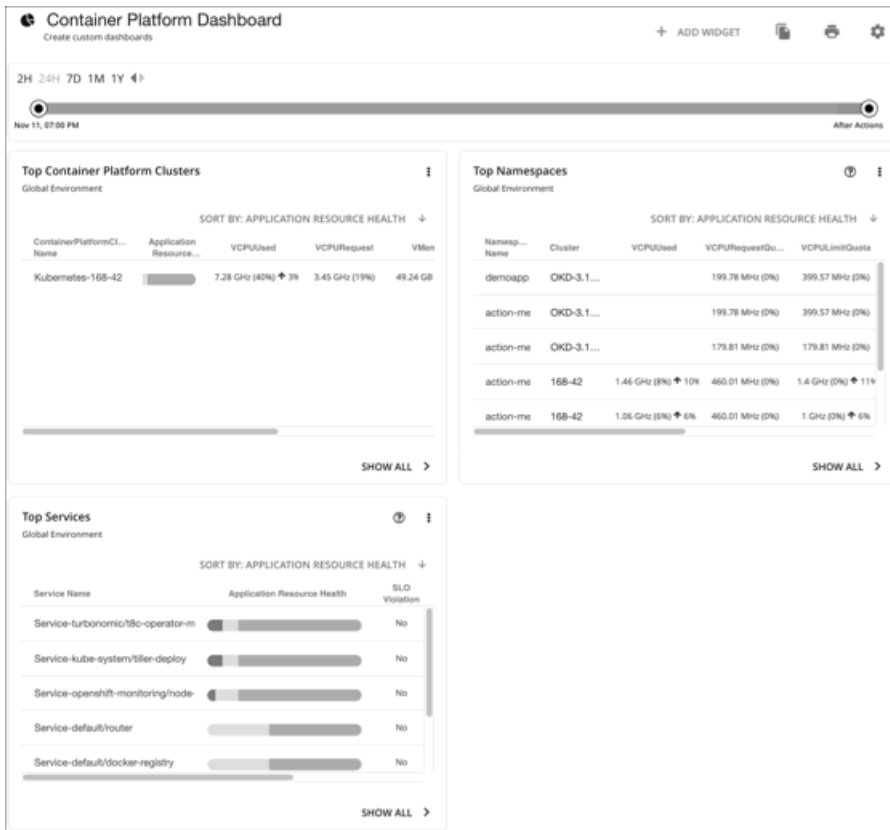 Container Platform Dashboard
Create custom dashboards
+ ADD WIDGET
2H 24H 7D 1M 1Y
Nov 11, 07:00 PM
After Actions
Top Container Platform Clusters
Global Environment
SORT BY: APPLICATION RESOURCE HEALTH ↓
ContainerPlatformCl... Name Application Resource... VCPUUsed VCPURequest VMen
Kubernetes-168-42 7.28 GHz (40%) ↑ 3% 3.45 GHz (19%) 49.24 GB
SHOW ALL >
Top Namespaces
Global Environment
SORT BY: APPLICATION RESOURCE HEALTH ↓
Namesp... Name Cluster VCPUUsed VCPURequestQu... VCPULimitQuota
demoapp OKD-3.1... 199.78 MHz (0%) 399.57 MHz (0%)
action-me OKD-3.1... 199.78 MHz (0%) 399.57 MHz (0%)
action-me OKD-3.1... 179.81 MHz (0%) 179.81 MHz (0%)
action-me 168-42 1.46 GHz (8%) ↑ 10% 460.01 MHz (0%) 1.4 GHz (0%) ↑ 11%
action-me 168-42 1.06 GHz (6%) ↑ 6% 460.01 MHz (0%) 1 GHz (0%) ↑ 6%
SHOW ALL >
Top Services
Global Environment
SORT BY: APPLICATION RESOURCE HEALTH ↓
Service Name Application Resource Health SLO Violation
Service-turbonomic/t8c-operator-m No
Service-kube-system/tiller-deploy No
Service-openshift-monitoring/node- No
Service-default/router No
Service-default/docker-registry No
SHOW ALL >